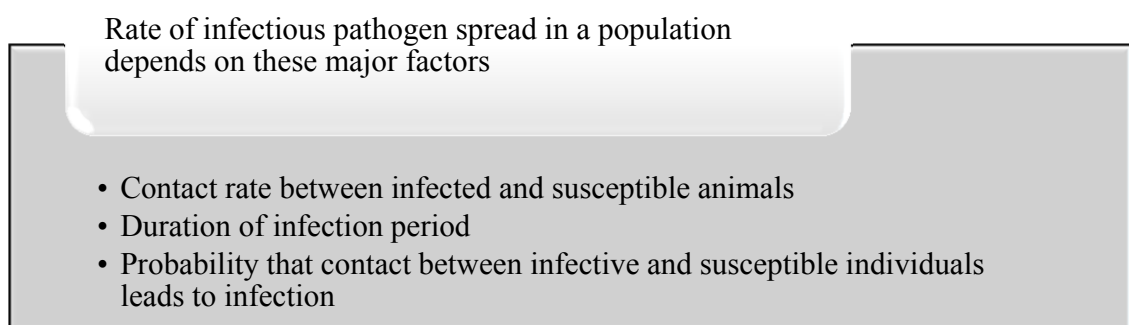 Rate of infectious pathogen spread in a population
depends on these major factors
• Contact rate between infected and susceptible animals
• Duration of infection period
• Probability that contact between infective and susceptible individuals
leads to infection